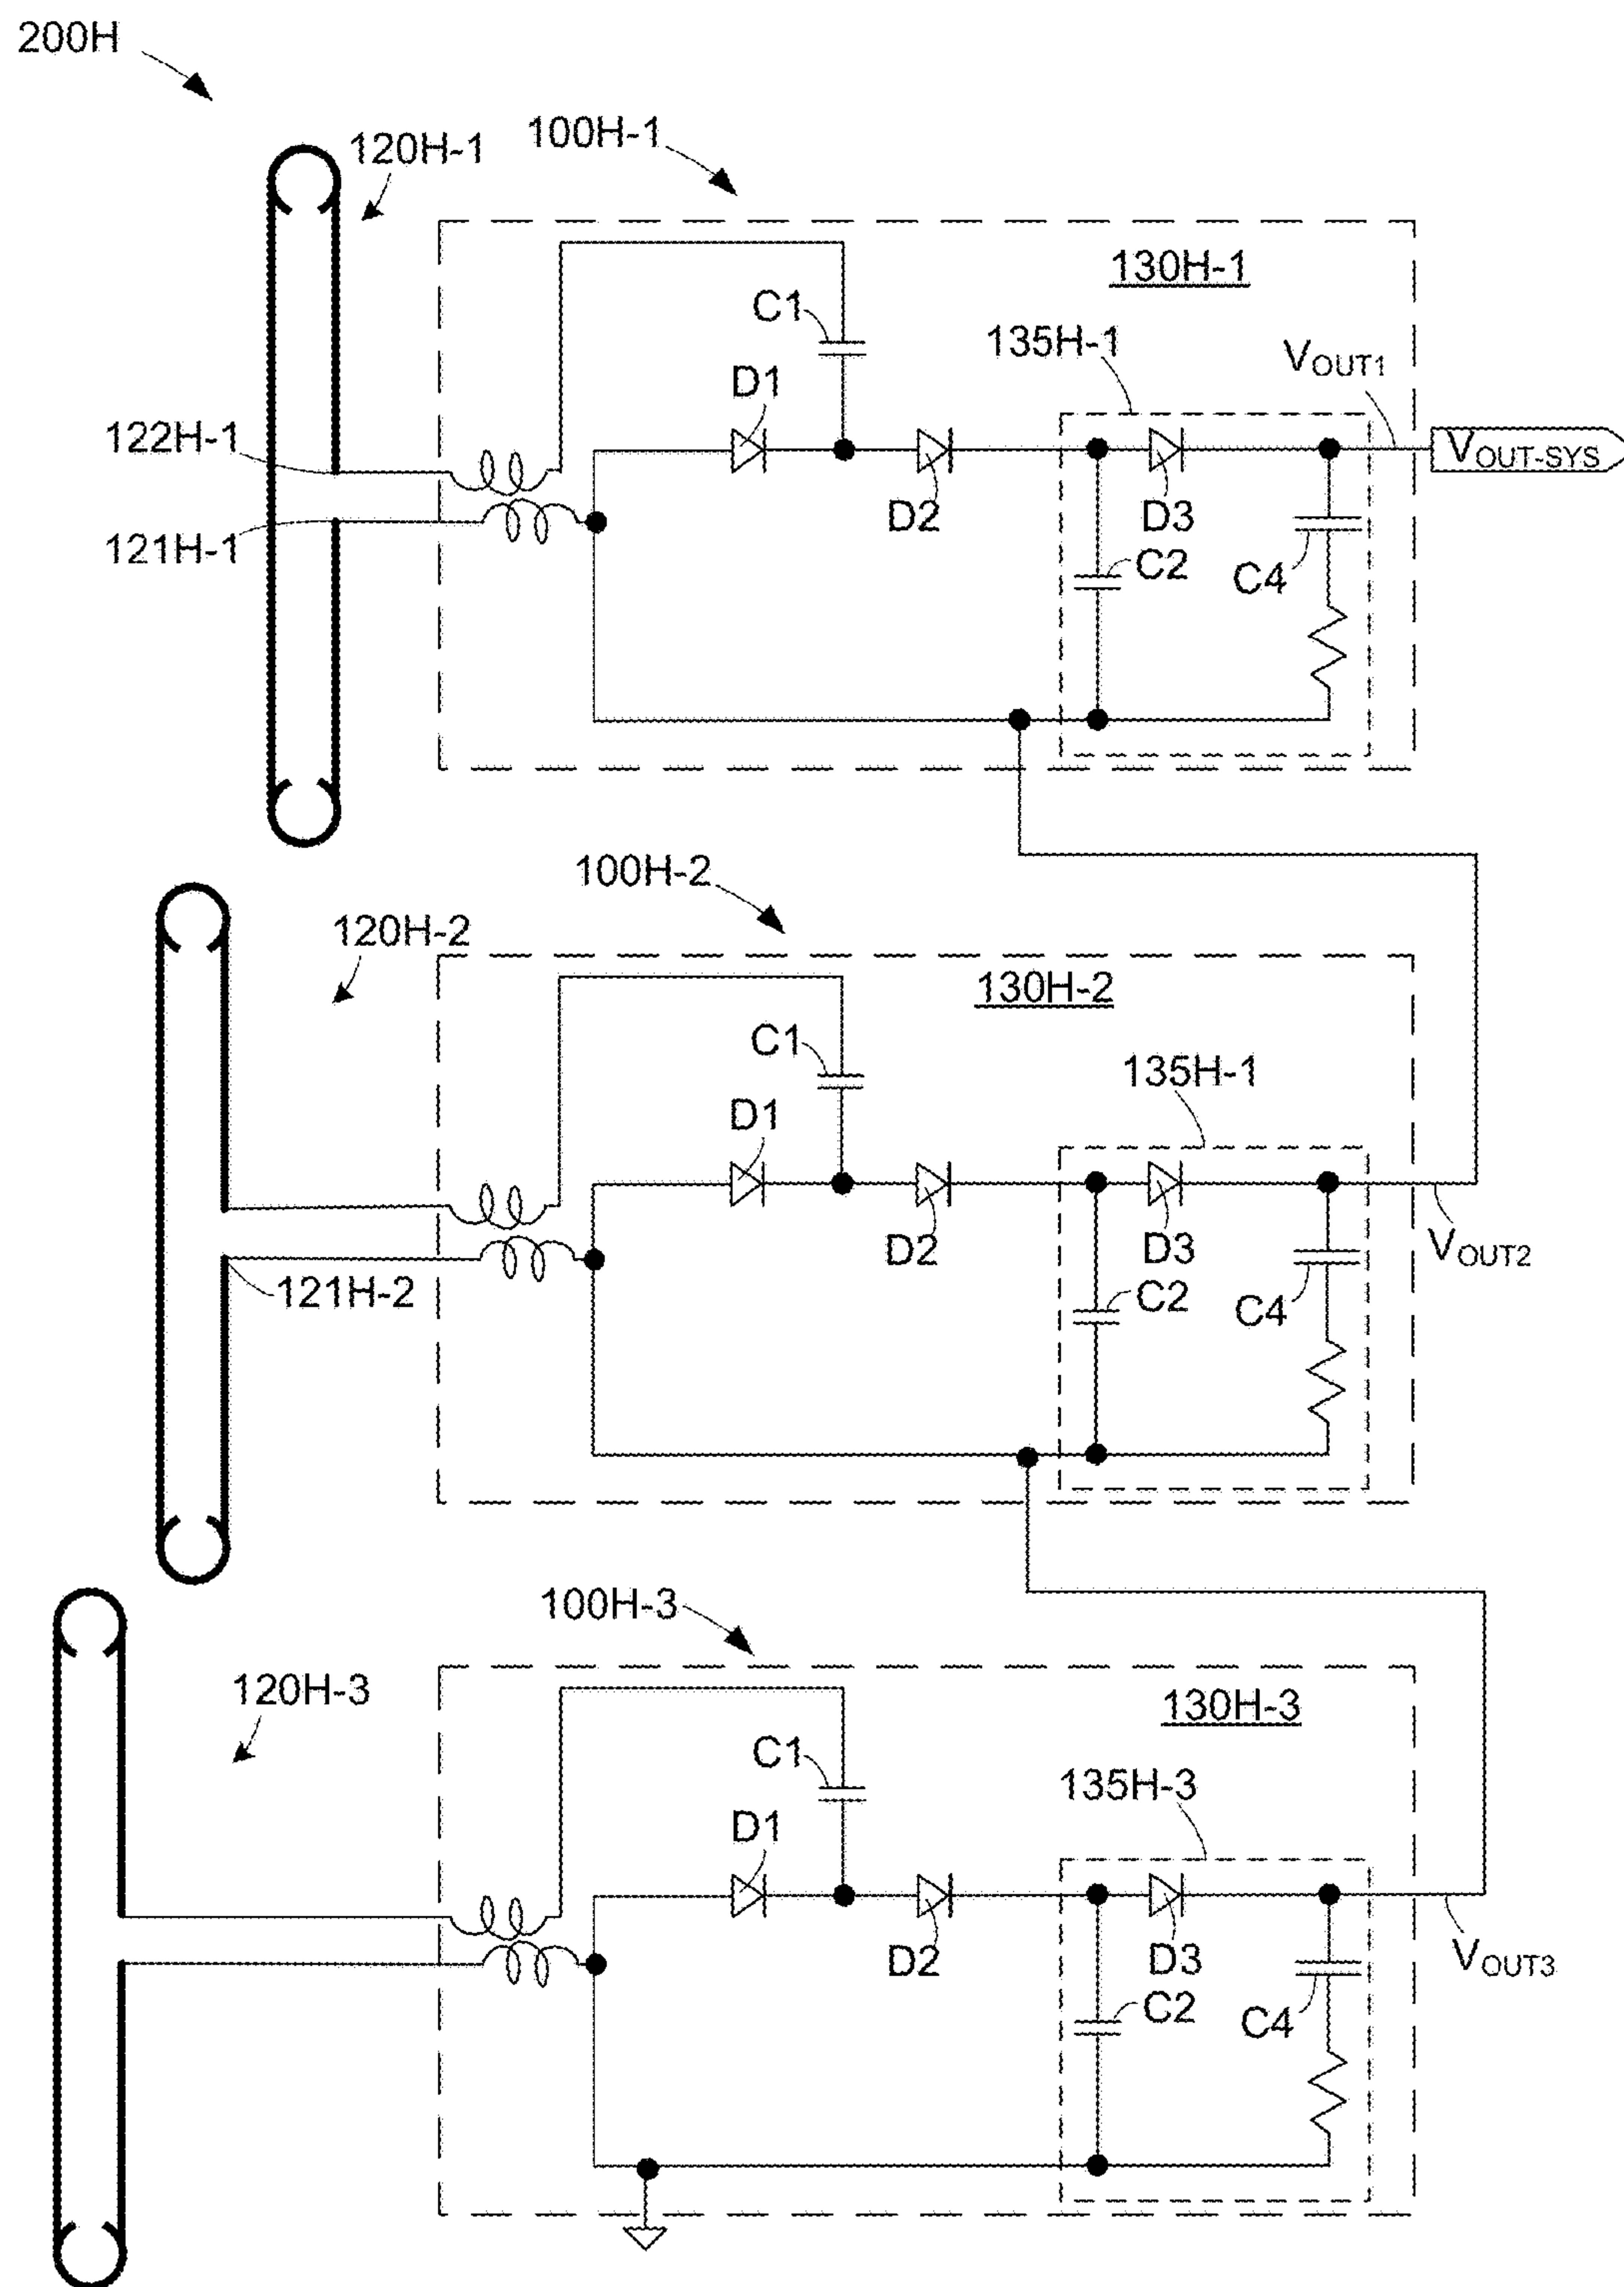 200H
120H-1
100H-1
130H-1
C1
135H-1
VOUT1
D1
122H-1
VOUT-SYS
D2
D3
121H-1
C2
C4
100H-2
120H-2
130H-2
C1
135H-1
D1
D2
D3
VOUT2
121H-2
C2
C4
100H-3
120H-3
130H-3
C1
135H-3
D1
D2
D3
VOUT3
C2
C4